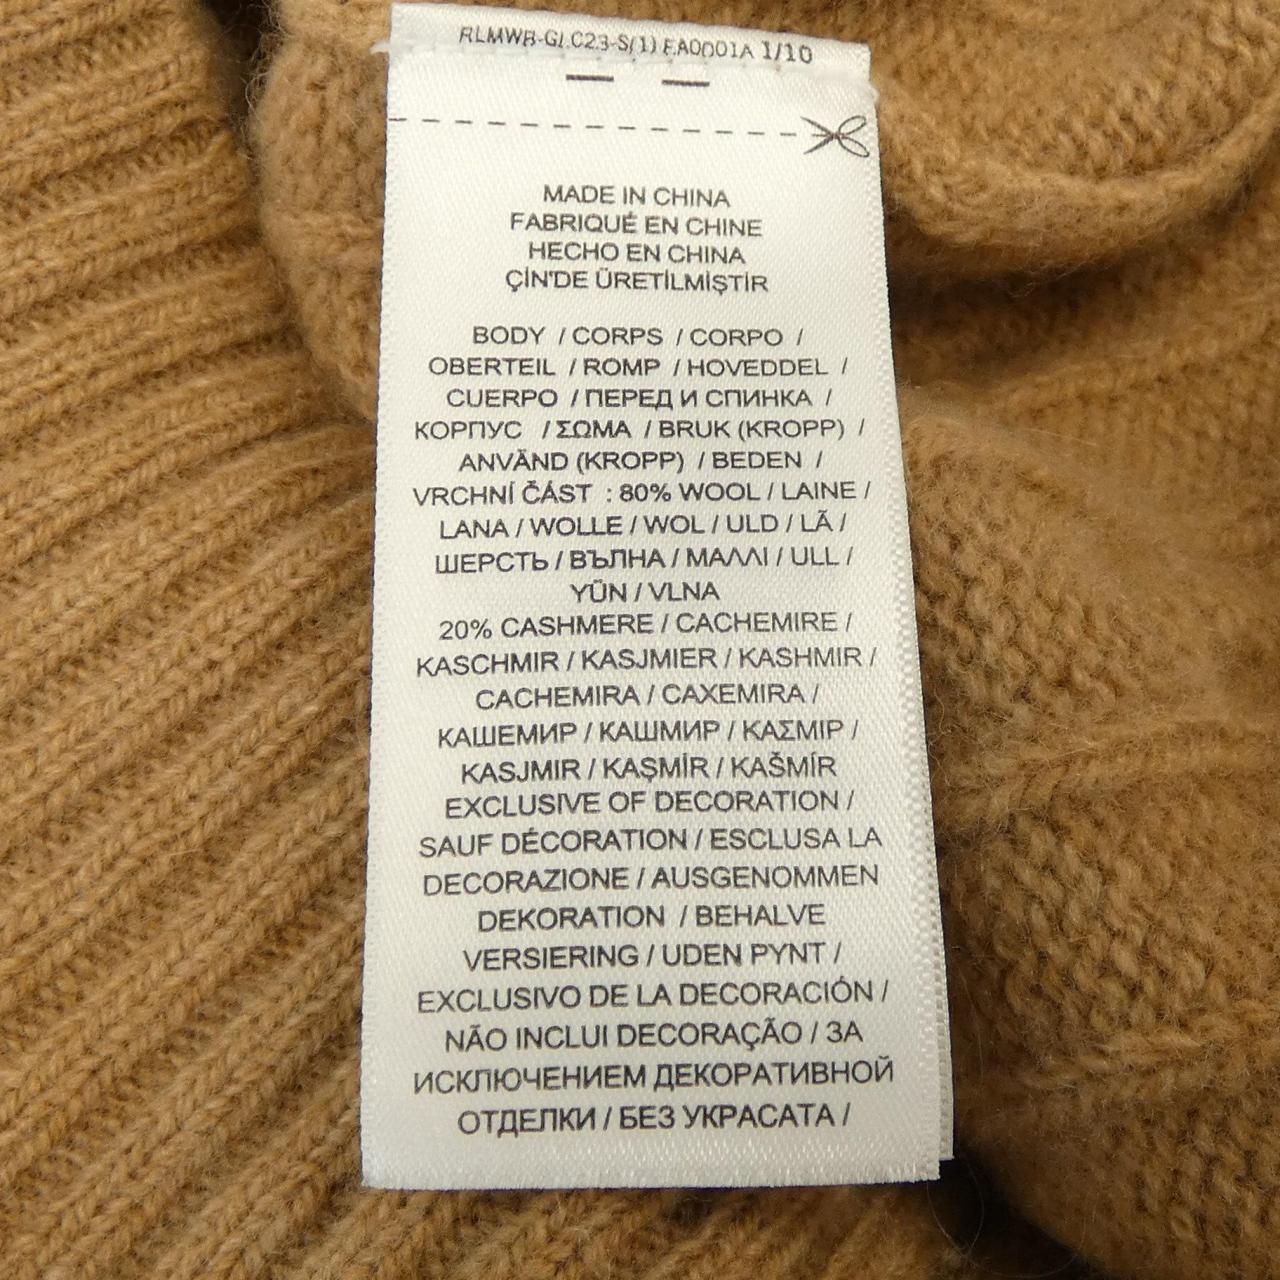 RLMWB-GLC23-S(1) FA0001A 1/10
MADE IN CHINA
FABRIQUÉ EN CHINE
HECHO EN CHINA
ÇİN'DE ÜRETİLMİŞTİR
BODY / CORPS / CORPO /
OBERTEIL / ROMP / HOVEDDEL /
CUERPO / ПЕРЕД И СПИНКА /
КОРПУС / ΣΩΜΑ / BRUK (KROPP) /
ANVÄND (KROPP) / BEDEN /
VRCHNÍ ČÁST : 80% WOOL / LAINE /
LANA / WOLLE / WOL / ULD / LÃ /
ШЕРСТЬ / ВЪЛНА / ΜΑΛΛΙ / ULL /
YÜN / VLNA
20% CASHMERE / CACHEMIRE /
KASCHMIR / KASJMIER / KASHMIR /
CACHEMIRA / CAXEMIRA /
КАШЕМИР / КАШМИР / ΚΑΣΜΙΡ /
KASJMIR / KAŞMİR / KAŠMÍR
EXCLUSIVE OF DECORATION /
SAUF DÉCORATION / ESCLUSA LA
DECORAZIONE / AUSGENOMMEN
DEKORATION / BEHALVE
VERSIERING / UDEN PYNT /
EXCLUSIVO DE LA DECORACIÓN /
NÃO INCLUI DECORAÇÃO / ЗА
ИСКЛЮЧЕНИЕМ ДЕКОРАТИВНОЙ
ОТДЕЛКИ / БЕЗ УКРАСАТА /